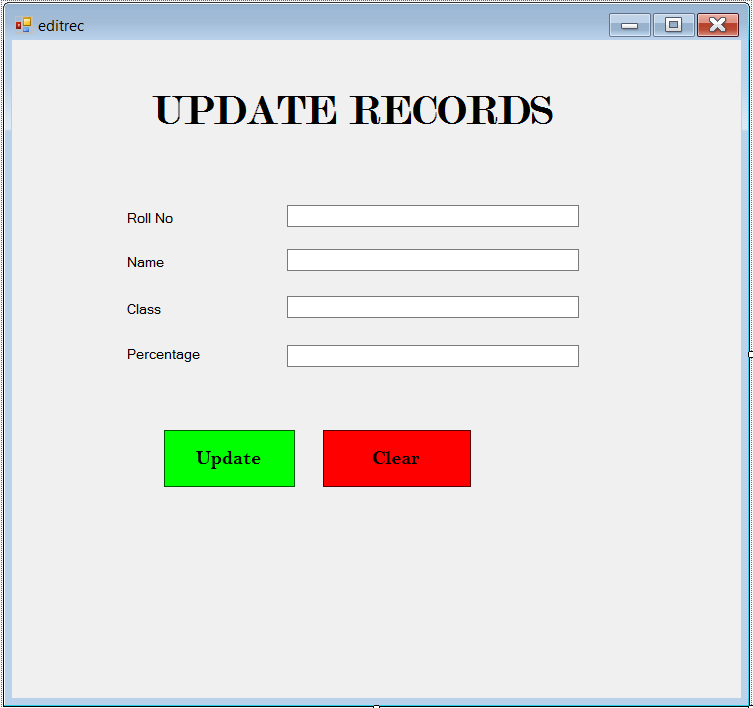 editrec
UPDATE RECORDS
Roll No
Name
Class
Percentage
Update Clear